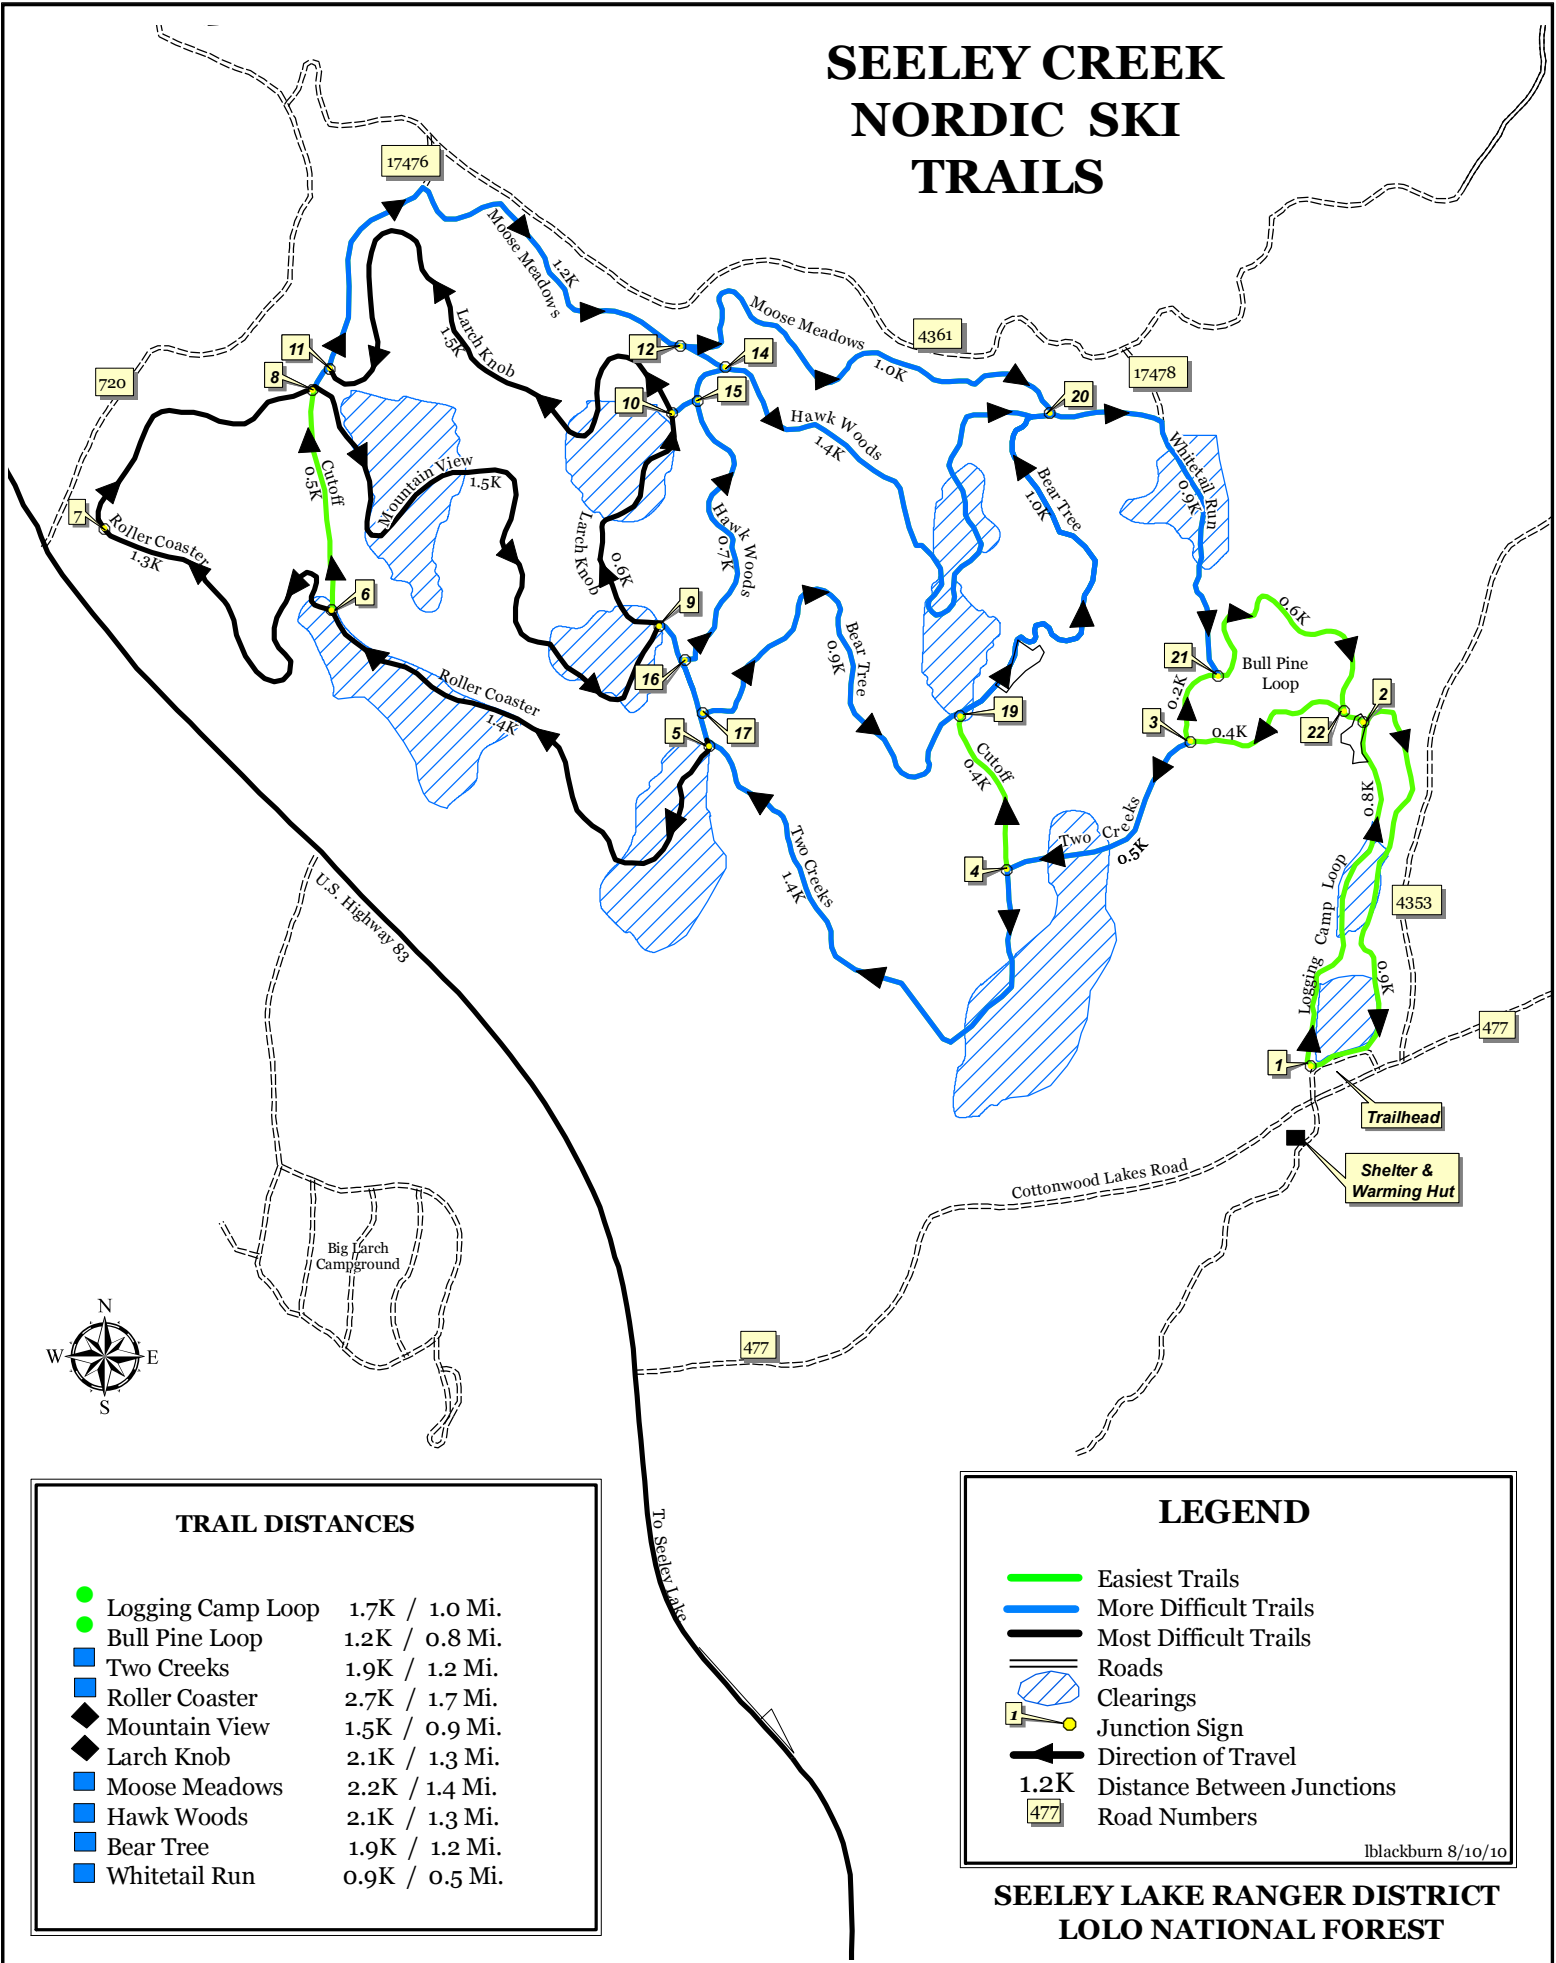 SEELEY CREEK
NORDIC SKI
TRAILS
17476
Moose Meadows
1.2K
Larch Knob
1.5K
Moose Meadows
1.0K
4361
17478
720
11
8
12
14
15
10
20
Hawk Woods
1.4K
Whitetail Run
0.9K
Cutoff
0.5K
Mountain View
1.5K
Bear Tree
1.0K
7
Roller Coaster
1.3K
Larch Knob
0.6K
Hawk Woods
0.7K
6
9
16
Bear Tree
0.9K
0.6K
21
Bull Pine
Loop
0.2K
2
Roller Coaster
1.4K
5
17
19
3
0.4K
22
Cutoff
0.4K
0.8K
Two Creeks
0.5K
Two Creeks
1.4K
4
Logging Camp Loop
4353
U.S. Highway 83
0.9K
477
1
Trailhead
Shelter &
Warming Hut
Cottonwood Lakes Road
Big Larch
Campground
N
W
E
S
477
To Seeley Lake
TRAIL DISTANCES
Logging Camp Loop 1.7K / 1.0 Mi.
Bull Pine Loop 1.2K / 0.8 Mi.
Two Creeks 1.9K / 1.2 Mi.
Roller Coaster 2.7K / 1.7 Mi.
Mountain View 1.5K / 0.9 Mi.
Larch Knob 2.1K / 1.3 Mi.
Moose Meadows 2.2K / 1.4 Mi.
Hawk Woods 2.1K / 1.3 Mi.
Bear Tree 1.9K / 1.2 Mi.
Whitetail Run 0.9K / 0.5 Mi.
LEGEND
Easiest Trails
More Difficult Trails
Most Difficult Trails
Roads
Clearings
1 Junction Sign
Direction of Travel
1.2K Distance Between Junctions
477 Road Numbers
lblackburn 8/10/10
SEELEY LAKE RANGER DISTRICT
LOLO NATIONAL FOREST